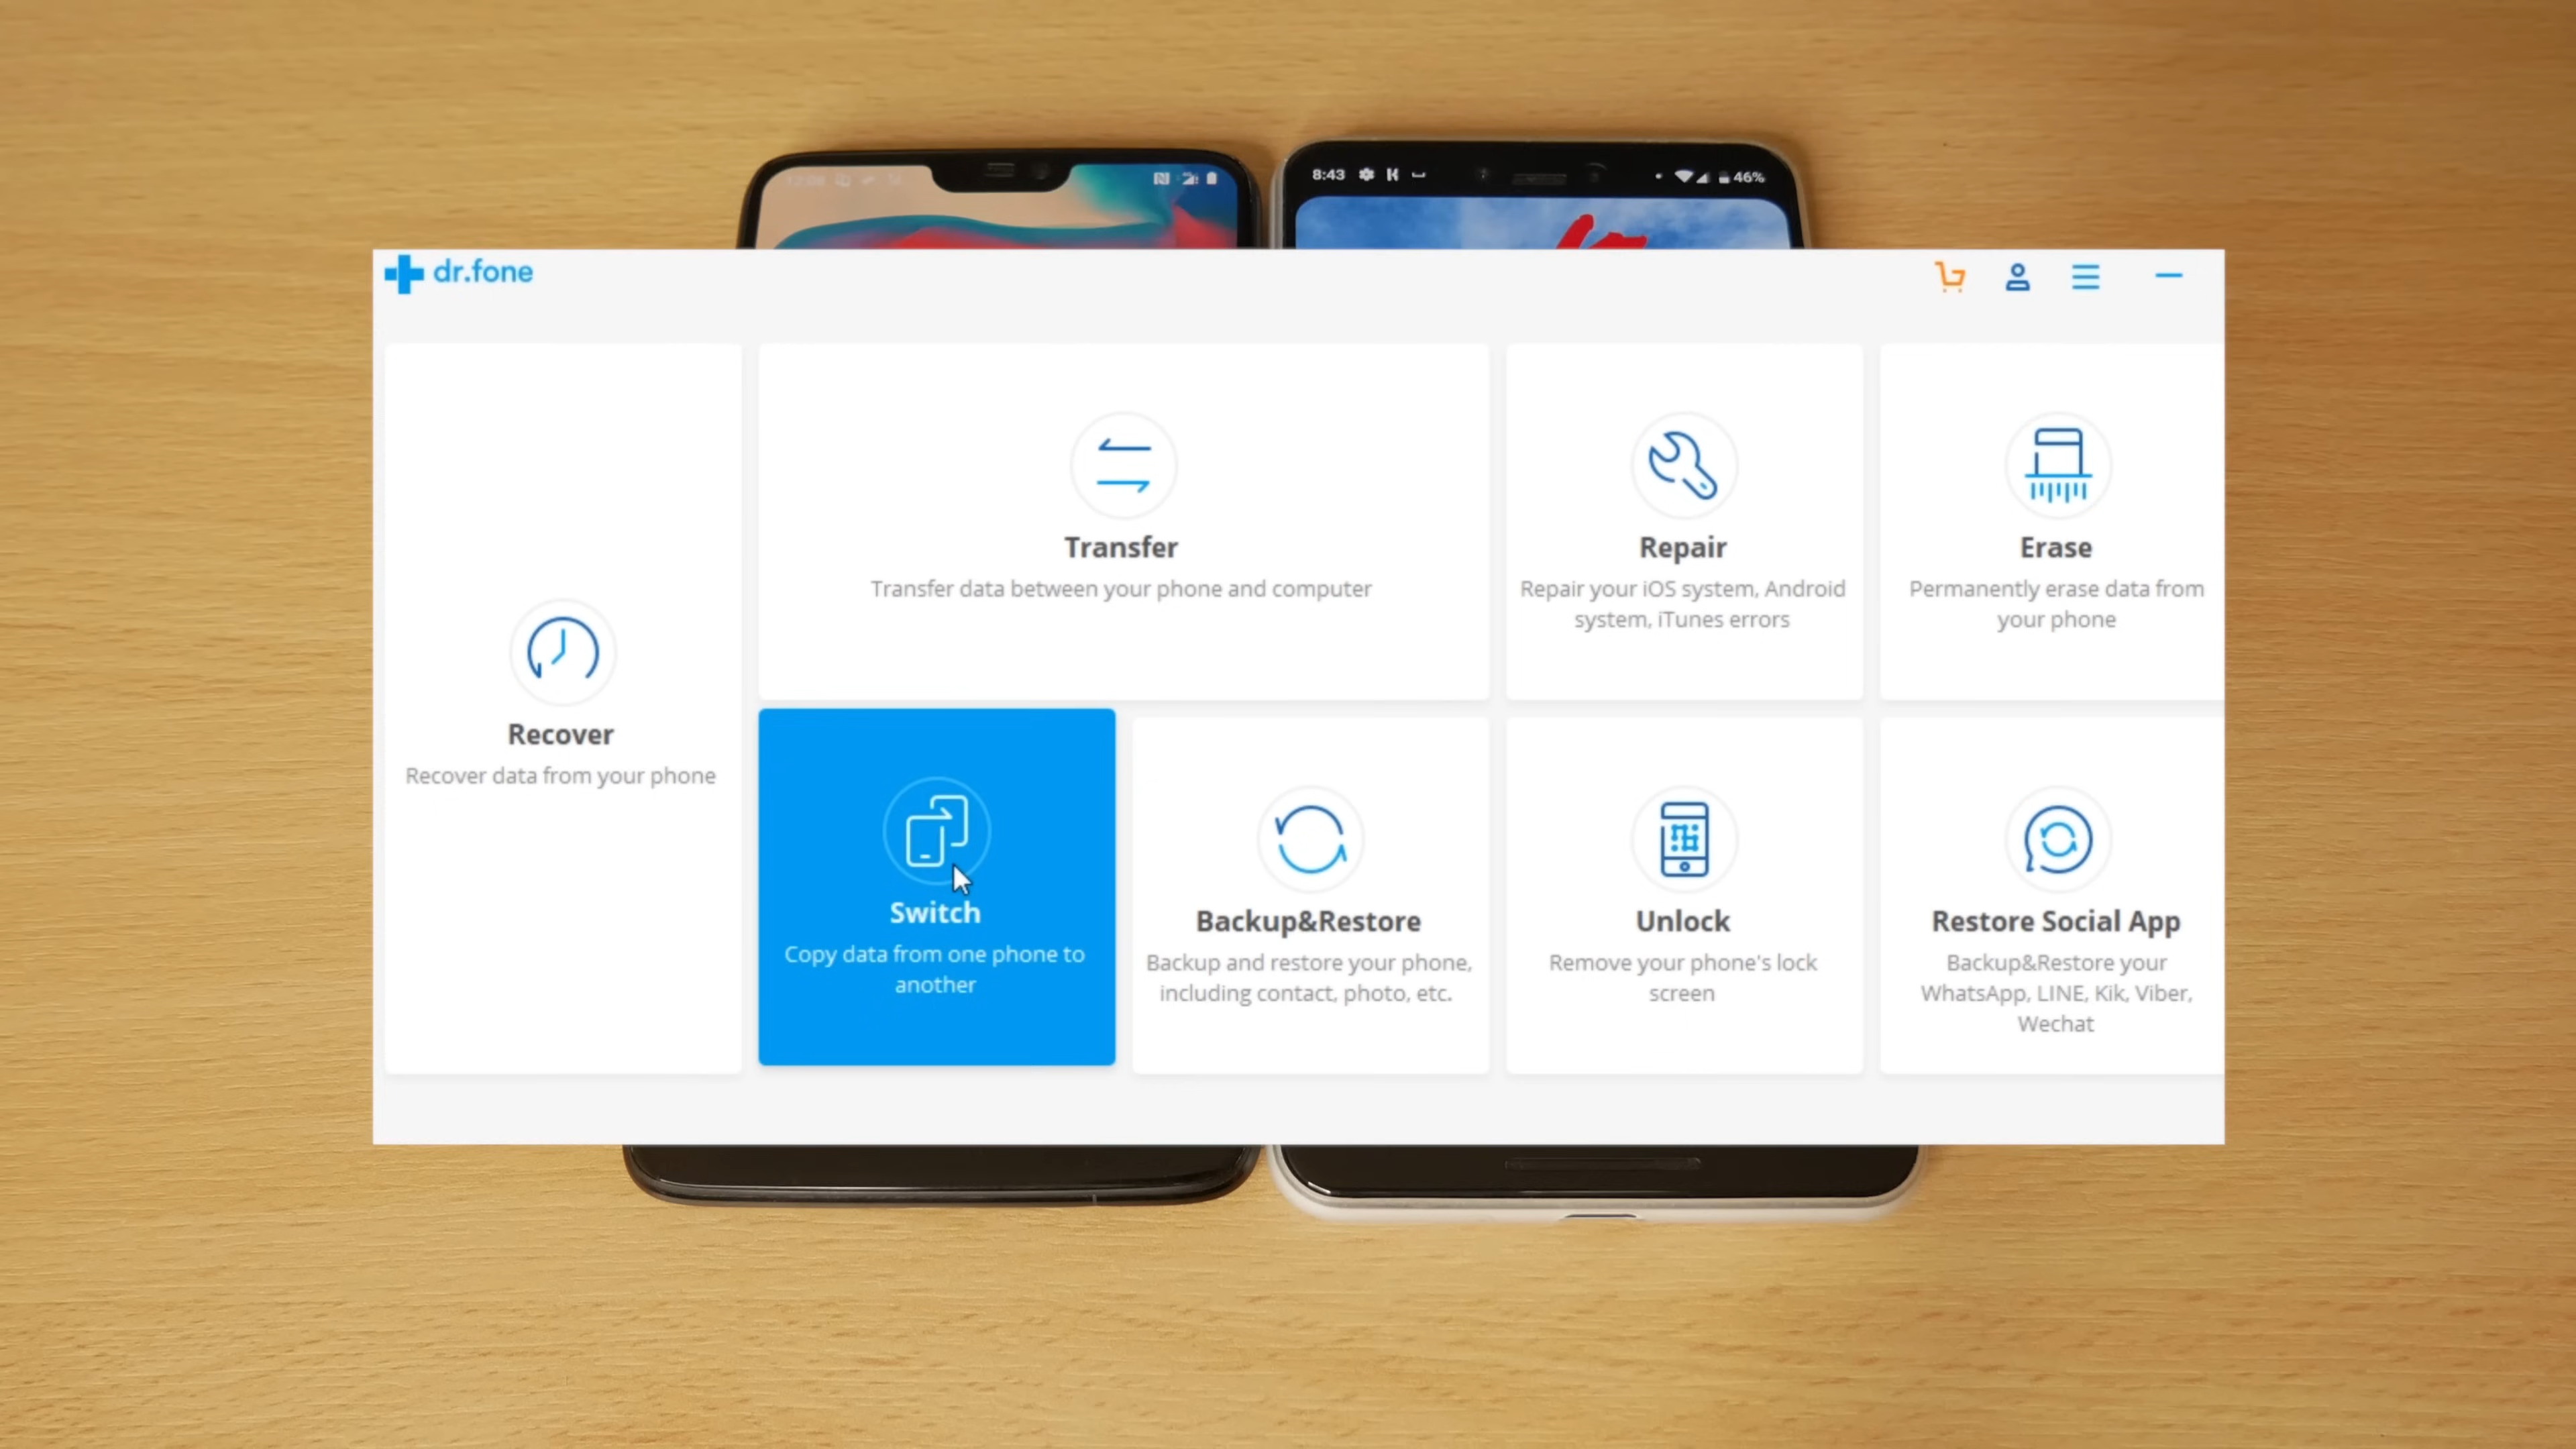 8:43
46%
dr.fone
Transfer
Transfer data between your phone and computer
Repair
Repair your iOS system, Android
system, iTunes errors
Erase
Permanently erase data from
your phone
Recover
Recover data from your phone
Switch
Copy data from one phone to
another
Backup&Restore
Backup and restore your phone,
including contact, photo, etc.
Unlock
Remove your phone's lock
screen
Restore Social App
Backup&Restore your
WhatsApp, LINE, Kik, Viber,
Wechat